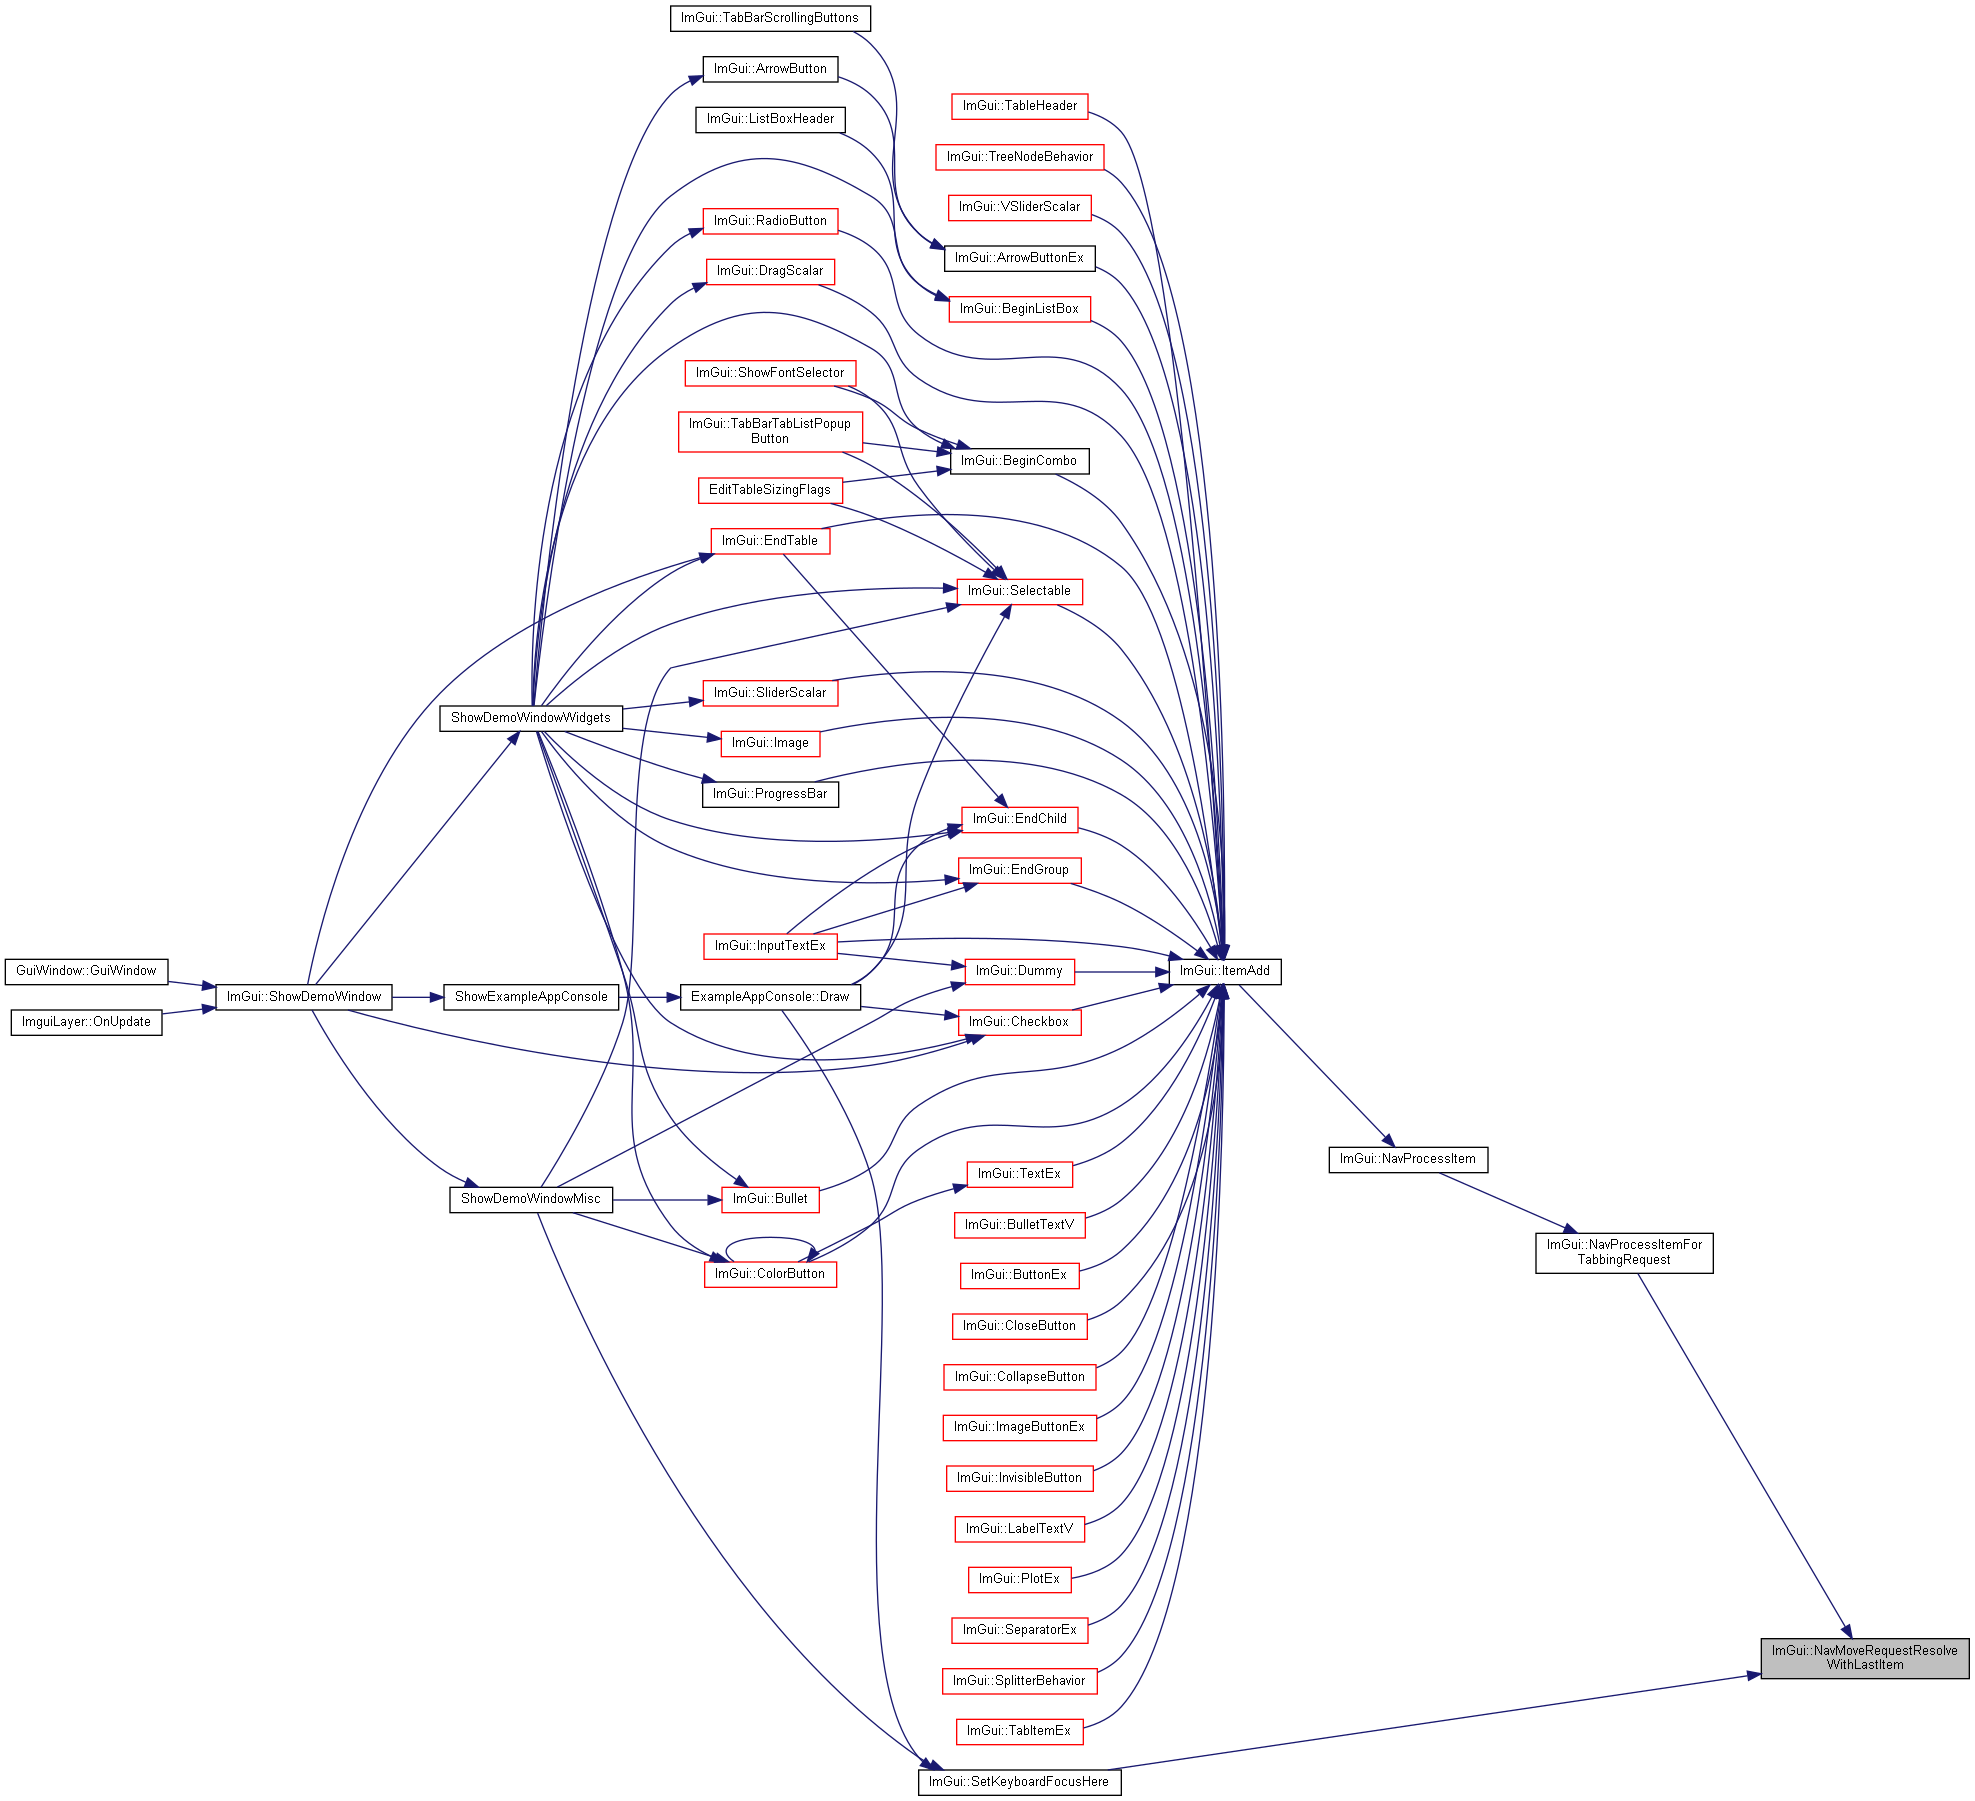 ImGui::TabBarScrollingButtons
ImGui::ArrowButton
ImGui::TableHeader
ImGui::ListBoxHeader
ImGui::TreeNodeBehavior
ImGui::VSliderScalar
ImGui::RadioButton
ImGui::ArrowButtonEx
ImGui::DragScalar
ImGui::BeginListBox
ImGui::ShowFontSelector
ImGui::TabBarTabListPopup
Button
ImGui::BeginCombo
EditTableSizingFlags
ImGui::EndTable
ImGui::Selectable
ImGui::SliderScalar
ShowDemoWindowWidgets
ImGui::Image
ImGui::ProgressBar
ImGui::EndChild
ImGui::EndGroup
ImGui::InputTextEx
GuiWindow::GuiWindow
ImGui::Dummy
ImGui::ItemAdd
ImGui::ShowDemoWindow
ShowExampleAppConsole
ExampleAppConsole::Draw
ImguiLayer::OnUpdate
ImGui::Checkbox
ImGui::NavProcessItem
ImGui::TextEx
ShowDemoWindowMisc
ImGui::Bullet
ImGui::BulletTextV
ImGui::NavProcessItemFor
TabbingRequest
ImGui::ColorButton
ImGui::ButtonEx
ImGui::CloseButton
ImGui::CollapseButton
ImGui::ImageButtonEx
ImGui::InvisibleButton
ImGui::LabelTextV
ImGui::PlotEx
ImGui::SeparatorEx
ImGui::NavMoveRequestResolve
WithLastItem
ImGui::SplitterBehavior
ImGui::TabItemEx
ImGui::SetKeyboardFocusHere